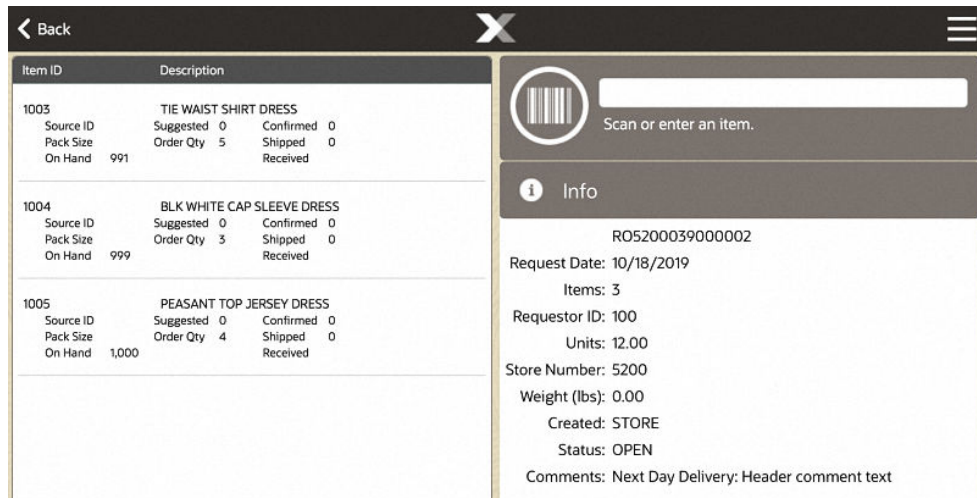 Back
Item ID Description
1003 TIE WAIST SHIRT DRESS
Source ID Suggested 0 Confirmed 0
Pack Size Order Qty 5 Shipped 0
On Hand 991 Received
1004 BLK WHITE CAP SLEEVE DRESS
Source ID Suggested 0 Confirmed 0
Pack Size Order Qty 3 Shipped 0
On Hand 999 Received
1005 PEASANT TOP JERSEY DRESS
Source ID Suggested 0 Confirmed 0
Pack Size Order Qty 4 Shipped 0
On Hand 1,000 Received
Scan or enter an item.
Info
RO5200039000002
Request Date: 10/18/2019
Items: 3
Requestor ID: 100
Units: 12.00
Store Number: 5200
Weight (lbs): 0.00
Created: STORE
Status: OPEN
Comments: Next Day Delivery: Header comment text